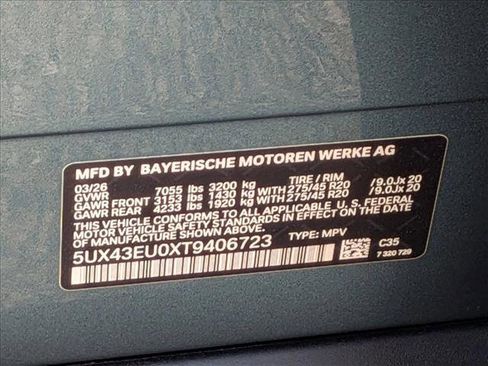 MFD BY BAYERISCHE MOTOREN WERKE AG
03/26 7055 lbs 3200 kg TIRE / RIM
GVWR
GAWR FRONT 3153 lbs 1430 kg WITH 275/45 R20 /9.0Jx 20
GAWR REAR 4233 lbs 1920 kg WITH 275/45 R20 /9.0Jx 20
THIS VEHICLE CONFORMS TO ALL APPLICABLE U.S. FEDERAL
MOTOR VEHICLE SAFETY STANDARDS IN EFFECT ON THE
DATE OF MANUFACTURE SHOWN ABOVE.
5UX43EU0XT9406723 TYPE: MPV
C35
7 320 729